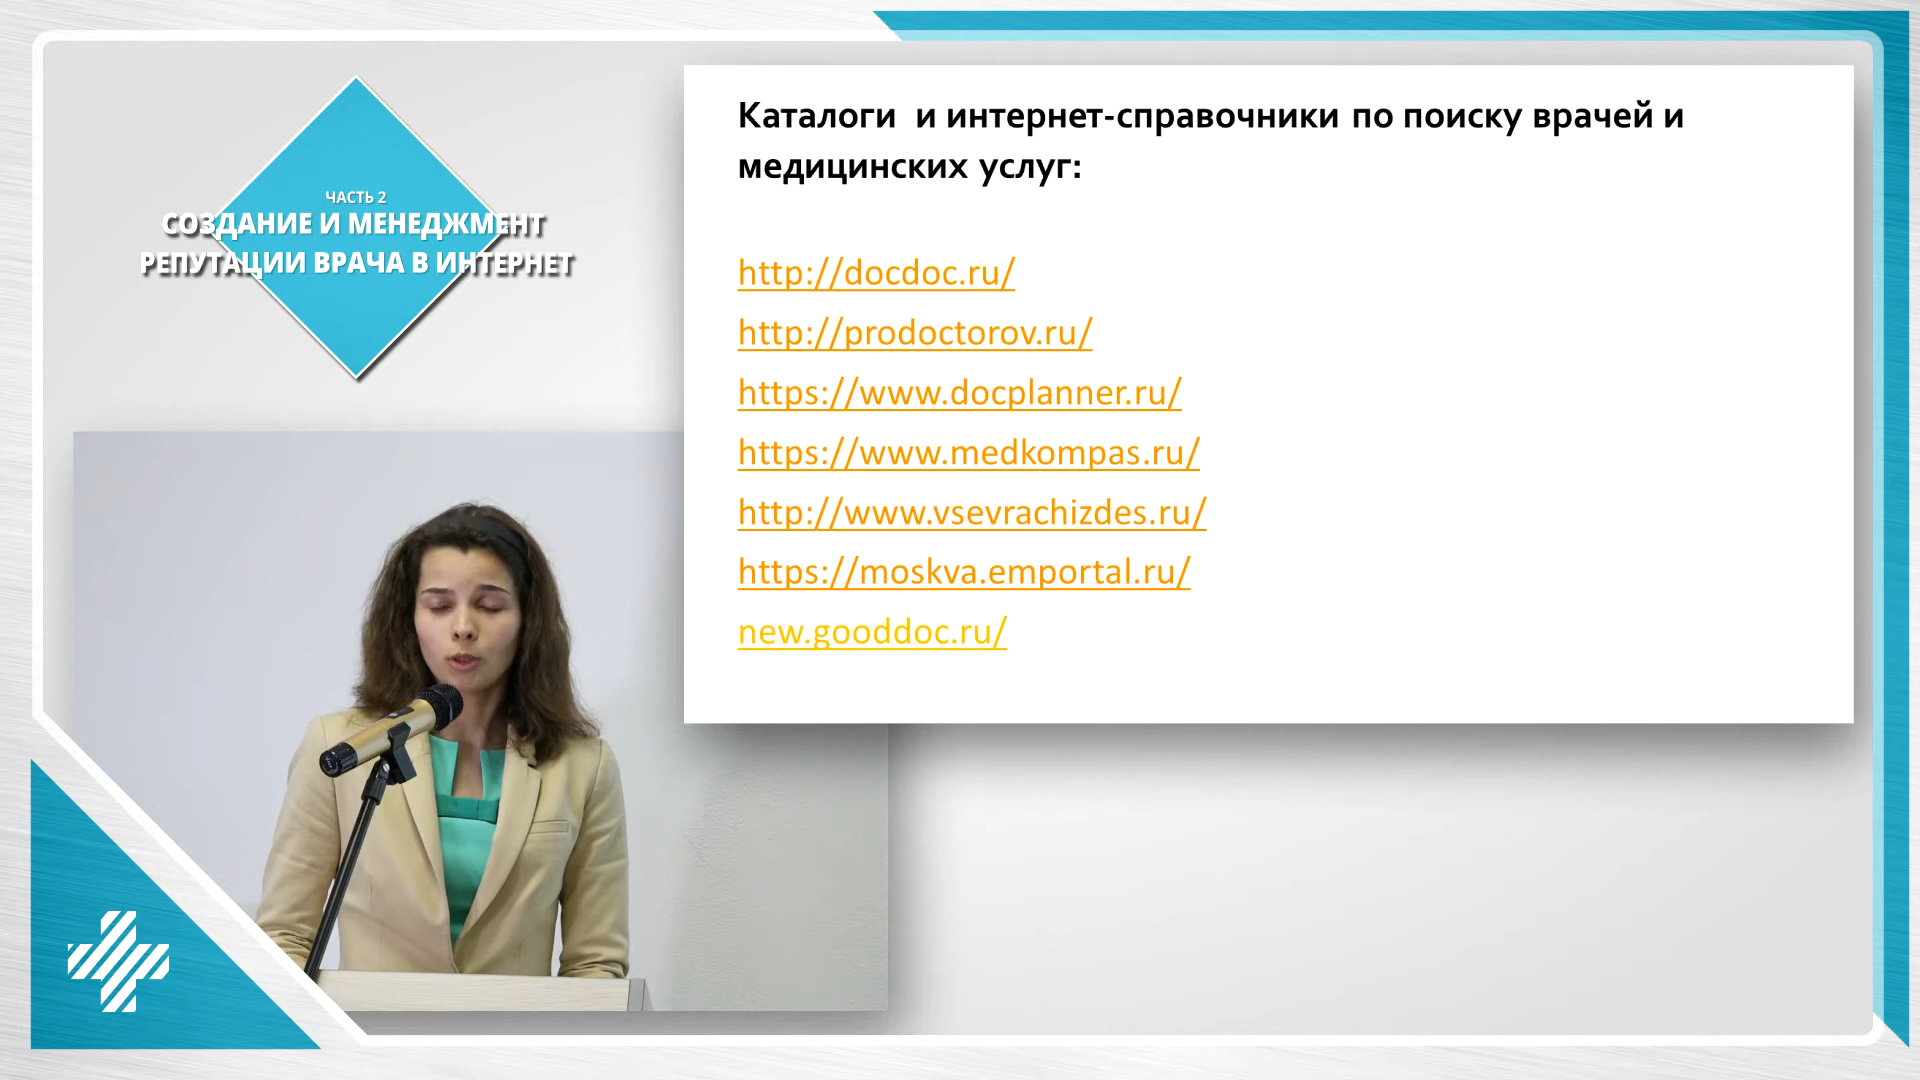 ЧАСТЬ 2
СОЗДАНИЕ И МЕНЕДЖМЕНТ
РЕПУТАЦИИ ВРАЧА В ИНТЕРНЕТ
Каталоги и интернет-справочники по поиску врачей и
медицинских услуг:
http://docdoc.ru/
http://prodoctorov.ru/
https://www.docplanner.ru/
https://www.medkompas.ru/
http://www.vsevrachizdes.ru/
https://moskva.emportal.ru/
new.gooddoc.ru/